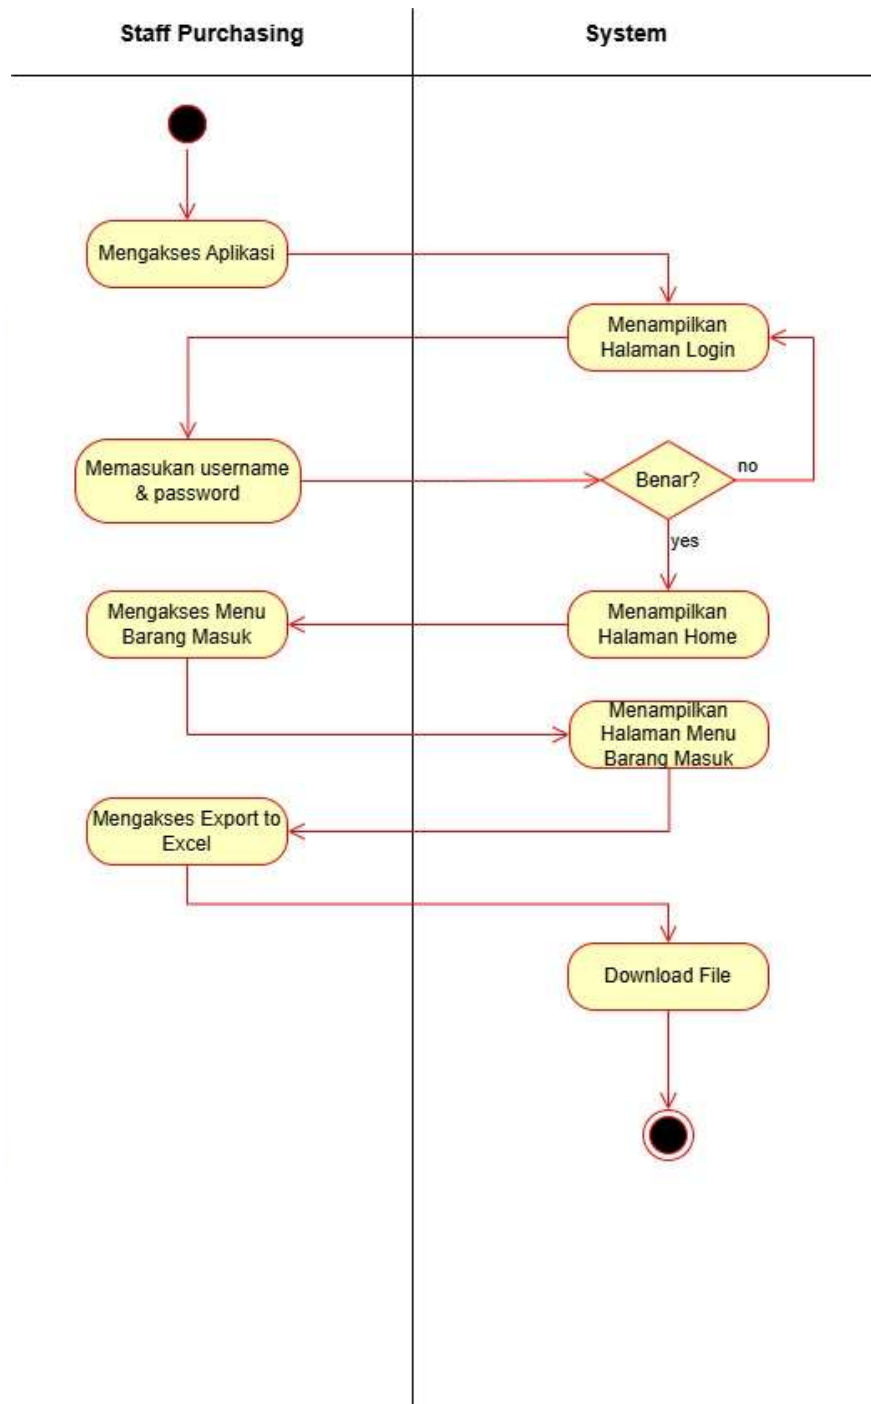 Staff Purchasing
System
Mengakses Aplikasi
Menampilkan
Halaman Login
Memasukan username
& password
Benar?
no
yes
Mengakses Menu
Barang Masuk
Menampilkan
Halaman Home
Menampilkan
Halaman Menu
Barang Masuk
Mengakses Export to
Excel
Download File